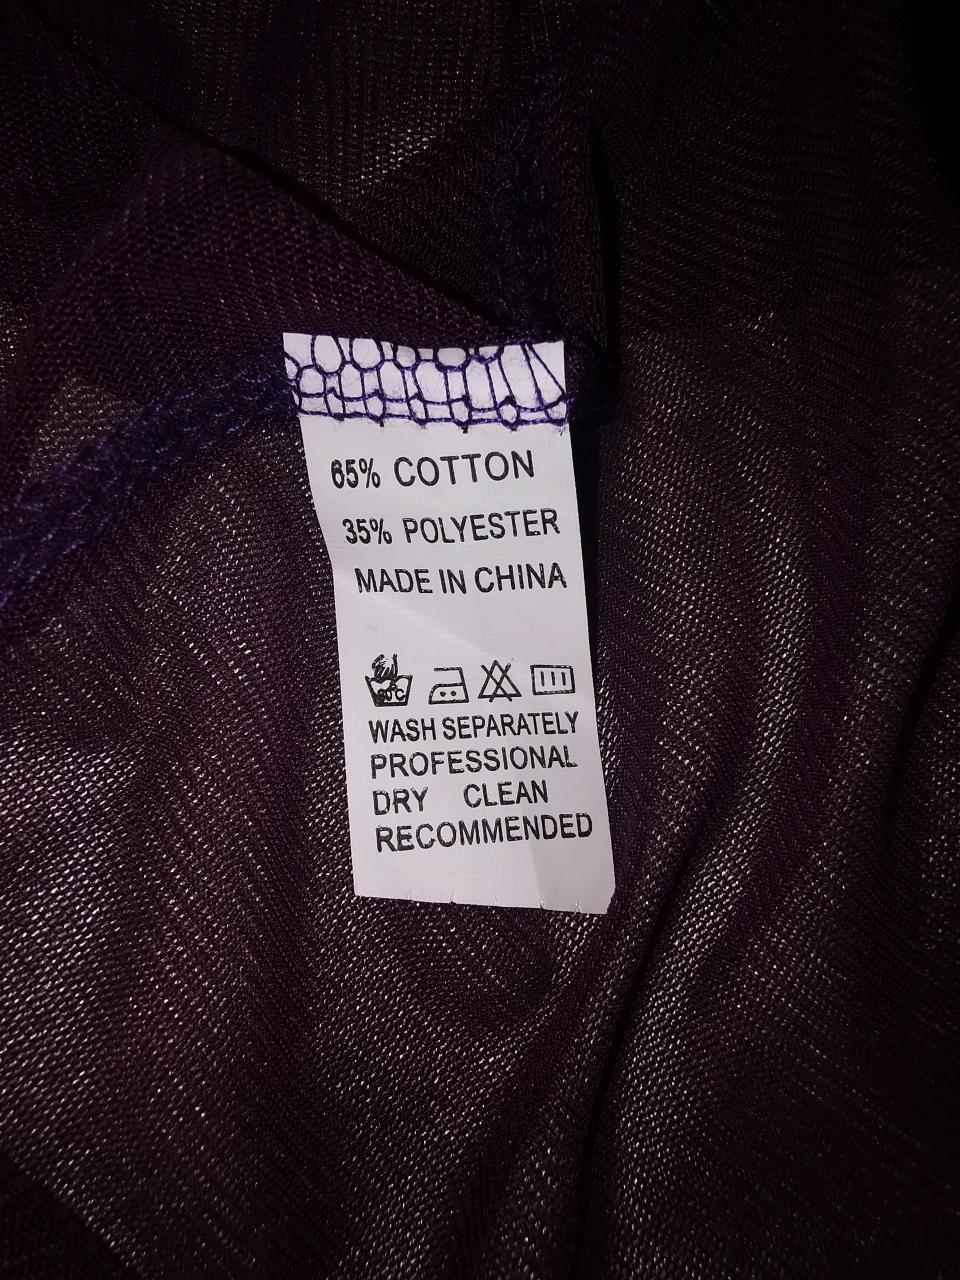 65% COTTON
35% POLYESTER
MADE IN CHINA
WASH SEPARATELY
PROFESSIONAL
DRY CLEAN
RECOMMENDED